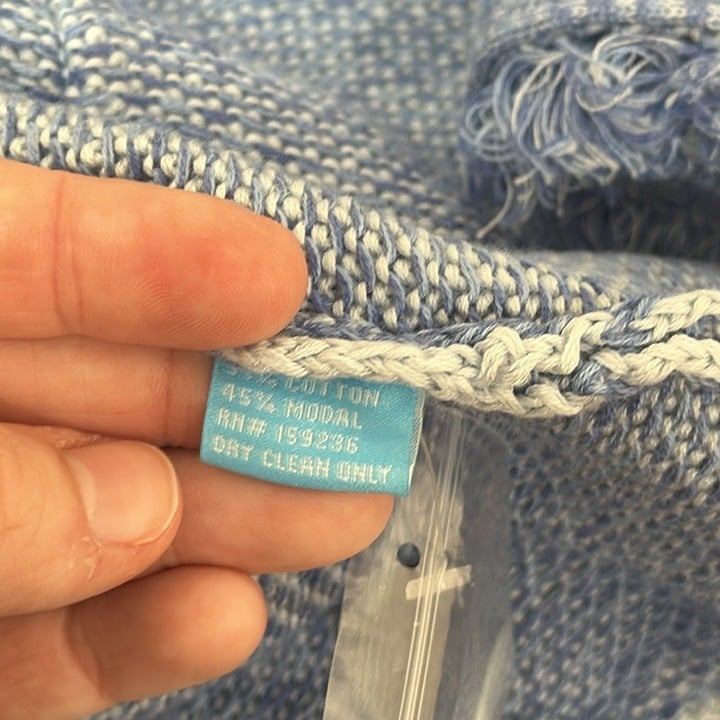 COTTON
45% MODAL
RN# 159236
DRY CLEAN ONLY